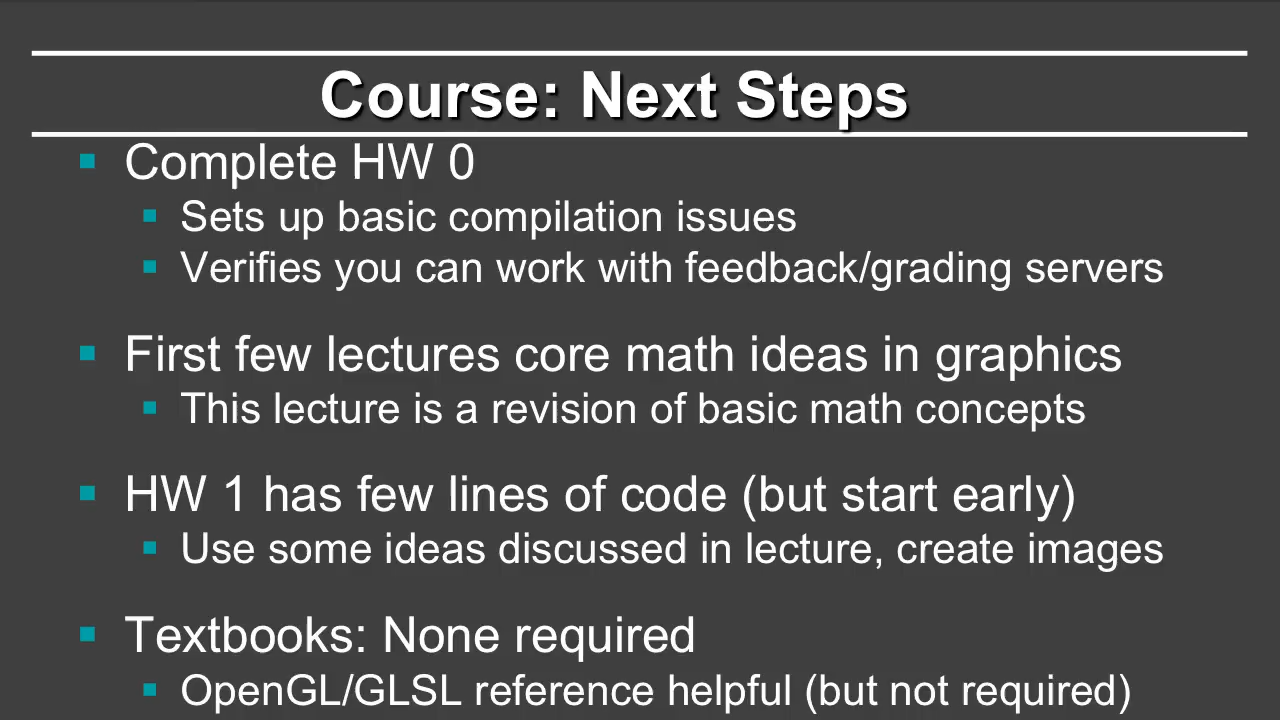 Course: Next Steps
Complete HW 0
Sets up basic compilation issues
Verifies you can work with feedback/grading servers
First few lectures core math ideas in graphics
This lecture is a revision of basic math concepts
HW 1 has few lines of code (but start early)
Use some ideas discussed in lecture, create images
Textbooks: None required
OpenGL/GLSL reference helpful (but not required)